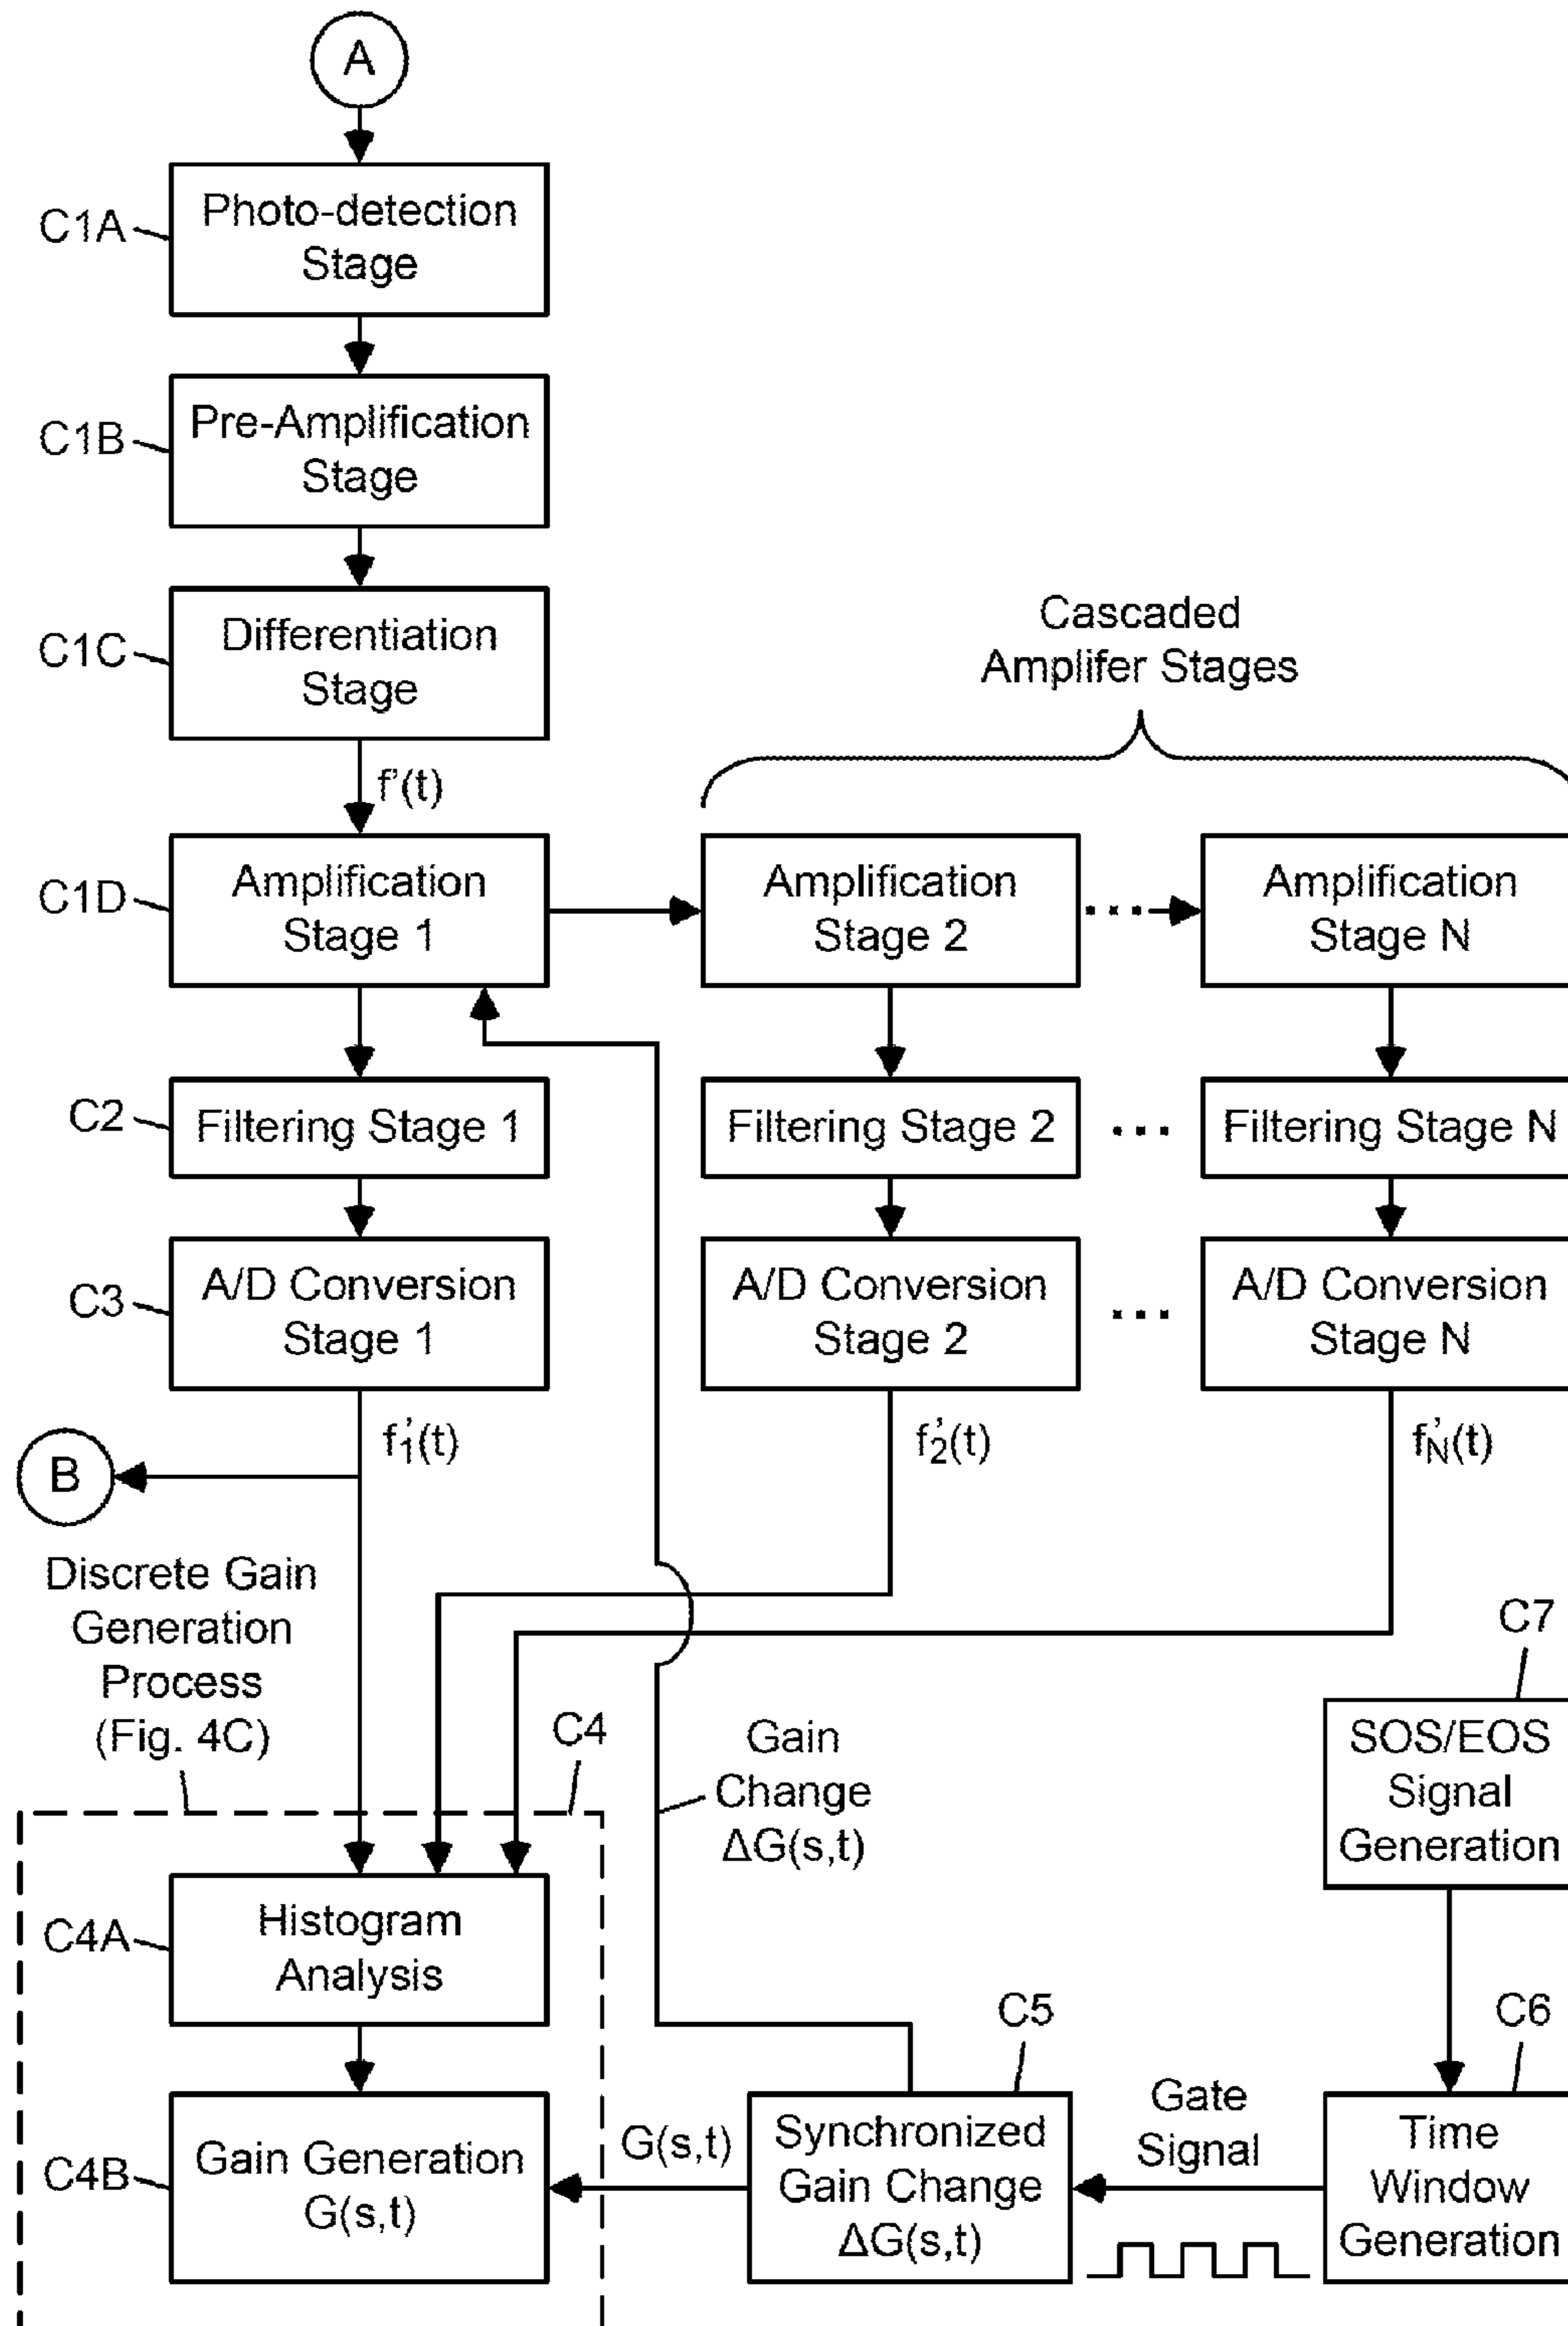 A
C1A
Photo-detection
Stage
C1B
Pre-Amplification
Stage
C1C
Differentiation
Stage
Cascaded
Amplifer Stages
f'(t)
C1D
Amplification
Stage 1
Amplification
Stage 2
...
Amplification
Stage N
C2
Filtering Stage 1
Filtering Stage 2
...
Filtering Stage N
C3
A/D Conversion
Stage 1
A/D Conversion
Stage 2
...
A/D Conversion
Stage N
f'1(t)
f'2(t)
f'N(t)
B
Discrete Gain
Generation
Process
(Fig. 4C)
C4
Gain
Change
ΔG(s,t)
C7
SOS/EOS
Signal
Generation
C4A
Histogram
Analysis
C5
C6
C4B
Gain Generation
G(s,t)
G(s,t)
Synchronized
Gain Change
ΔG(s,t)
Gate
Signal
Time
Window
Generation